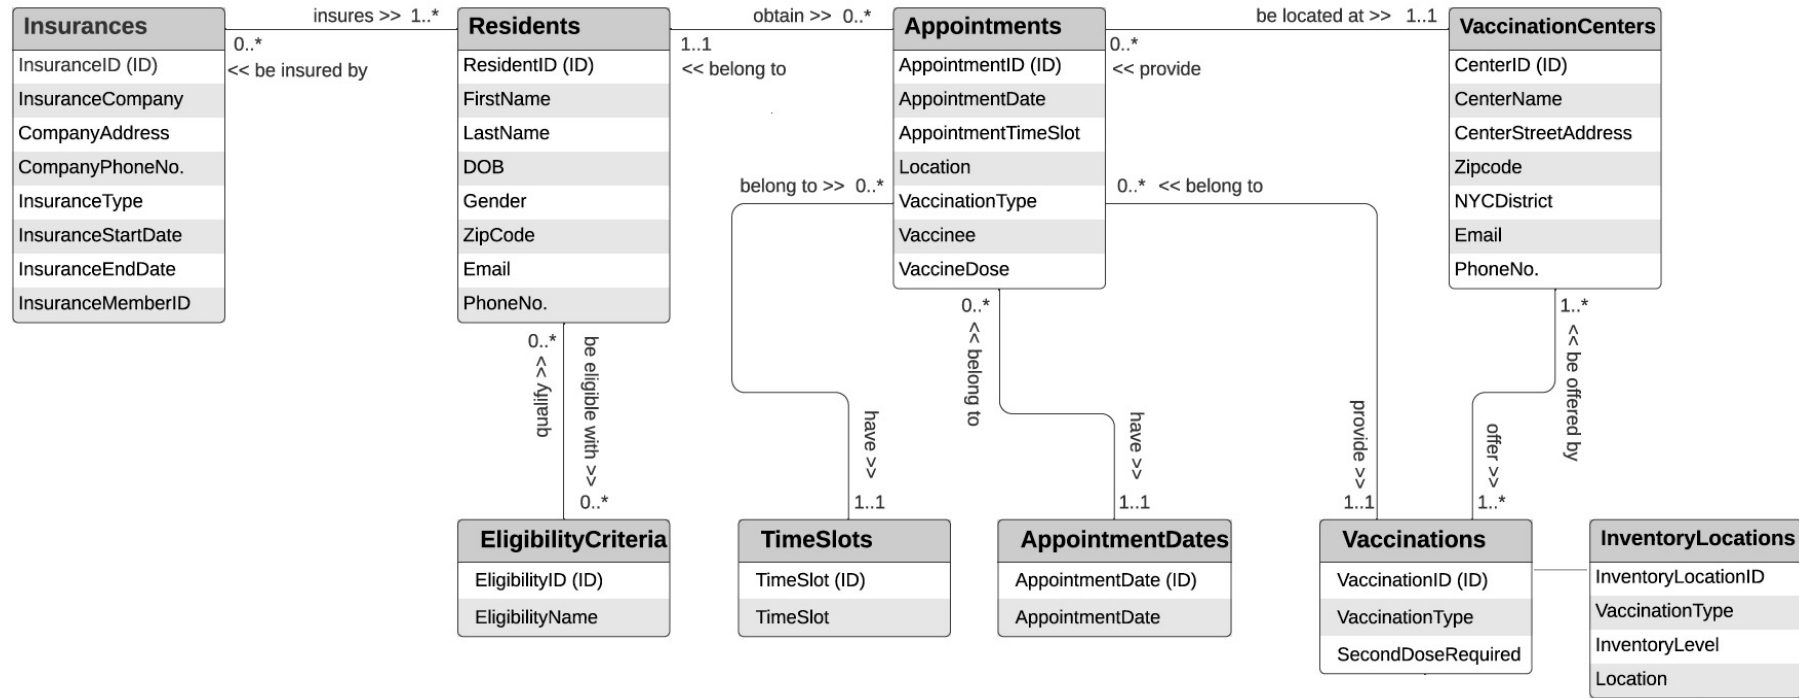 insures >> 1..*
obtain >> 0..*
be located at >> 1..1
Insurances
0..*
<< be insured by
InsuranceID (ID)
InsuranceCompany
CompanyAddress
CompanyPhoneNo.
InsuranceType
InsuranceStartDate
InsuranceEndDate
InsuranceMemberID
Residents
1..1
<< belong to
ResidentID (ID)
FirstName
LastName
DOB
Gender
ZipCode
Email
PhoneNo.
Appointments
0..*
<< provide
AppointmentID (ID)
AppointmentDate
AppointmentTimeSlot
Location
VaccinationType
Vaccinee
VaccineDose
VaccinationCenters
CenterID (ID)
CenterName
CenterStreetAddress
Zipcode
NYCDistrict
Email
PhoneNo.
belong to >> 0..*
0..* << belong to
0..*
qualify >>
be eligible with <<
0..*
0..*
<< belong to
have >>
1..1
have >>
1..1
provide >>
1..1
1..*
<< be offered by
offer >>
1..*
EligibilityCriteria
EligibilityID (ID)
EligibilityName
TimeSlots
TimeSlot (ID)
TimeSlot
AppointmentDates
AppointmentDate (ID)
AppointmentDate
Vaccinations
VaccinationID (ID)
VaccinationType
SecondDoseRequired
InventoryLocations
InventoryLocationID
VaccinationType
InventoryLevel
Location